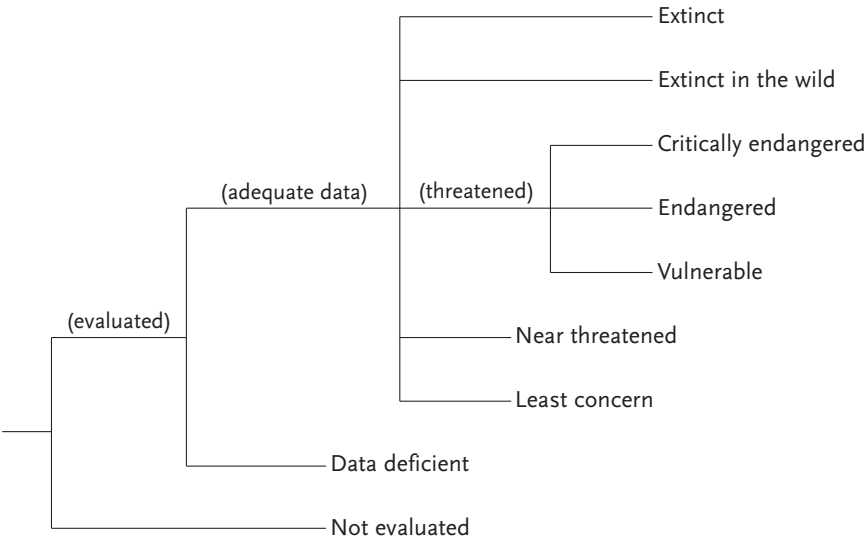 Extinct
Extinct in the wild
Critically endangered
(adequate data)
(threatened)
Endangered
Vulnerable
(evaluated)
Near threatened
Least concern
Data deficient
Not evaluated